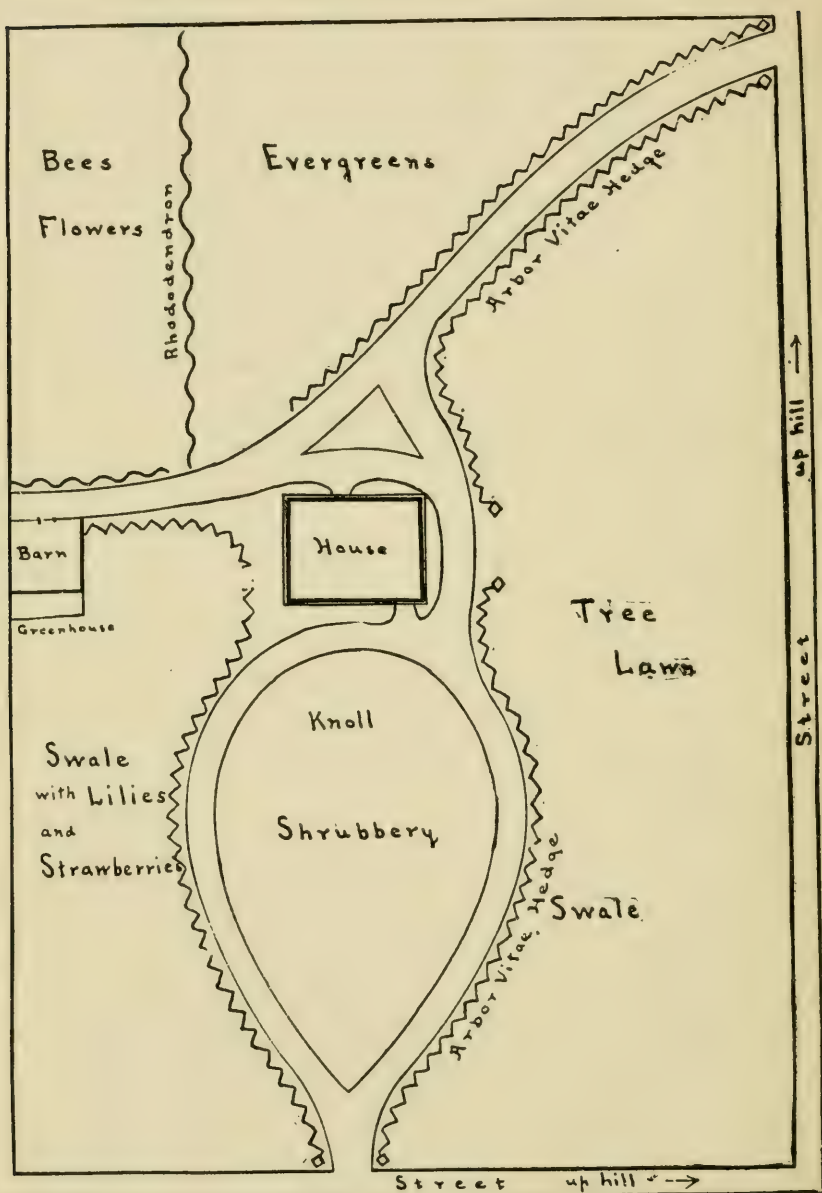 Bees
Flowers
Evergreens
Rhododendron
Arbor Vitae Hedge
up hill
Street
Barn
Greenhouse
House
Tree
Lawn
Knoll
Shrubbery
Swale
with Lilies
and
Strawberries
Swale
Arbor Vitae Hedge
Street up hill